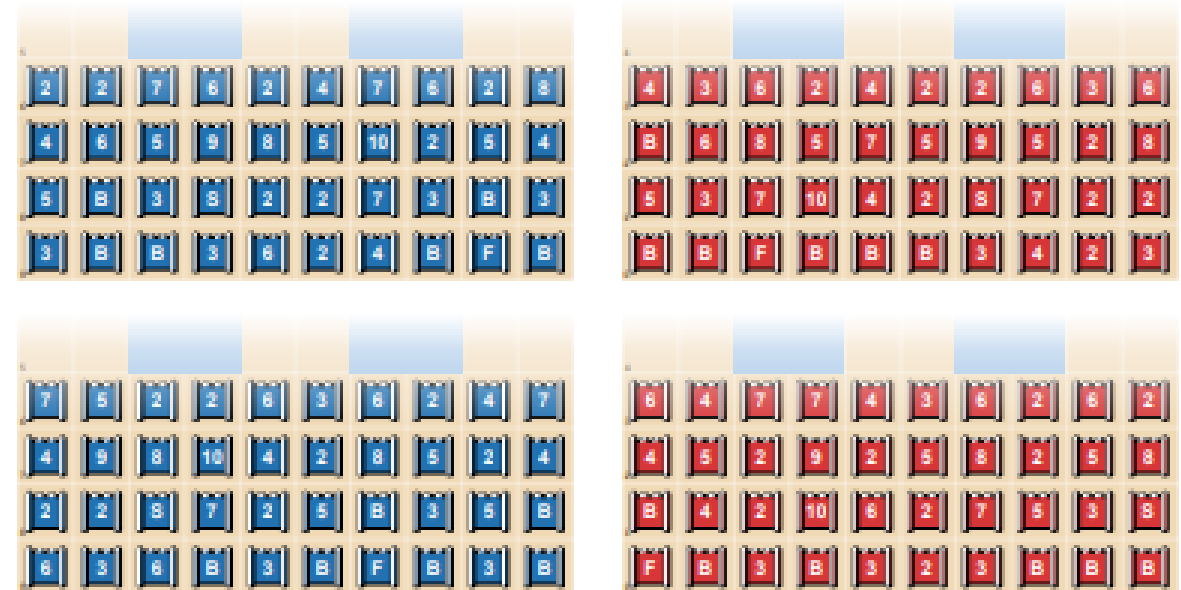 2 2 7 6 2 4 7 6 2 8
4 6 5 9 8 5 10 2 5 4
5 B 3 S 2 2 7 3 B 3
3 B B 3 6 2 4 B F B
4 3 6 2 4 2 2 6 3 6
B 6 8 5 7 5 9 5 2 8
5 3 7 10 4 2 S 7 2 2
B B F B B B 3 4 2 3
7 5 2 2 6 3 6 2 4 7
4 9 8 10 4 2 8 5 2 4
2 2 S 7 2 5 B 3 5 B
6 3 6 B 3 B F B 3 B
6 4 7 7 4 3 6 2 6 2
4 5 2 9 2 5 8 2 5 8
B 4 2 10 6 2 7 5 3 S
F B 3 B 3 2 3 B B B